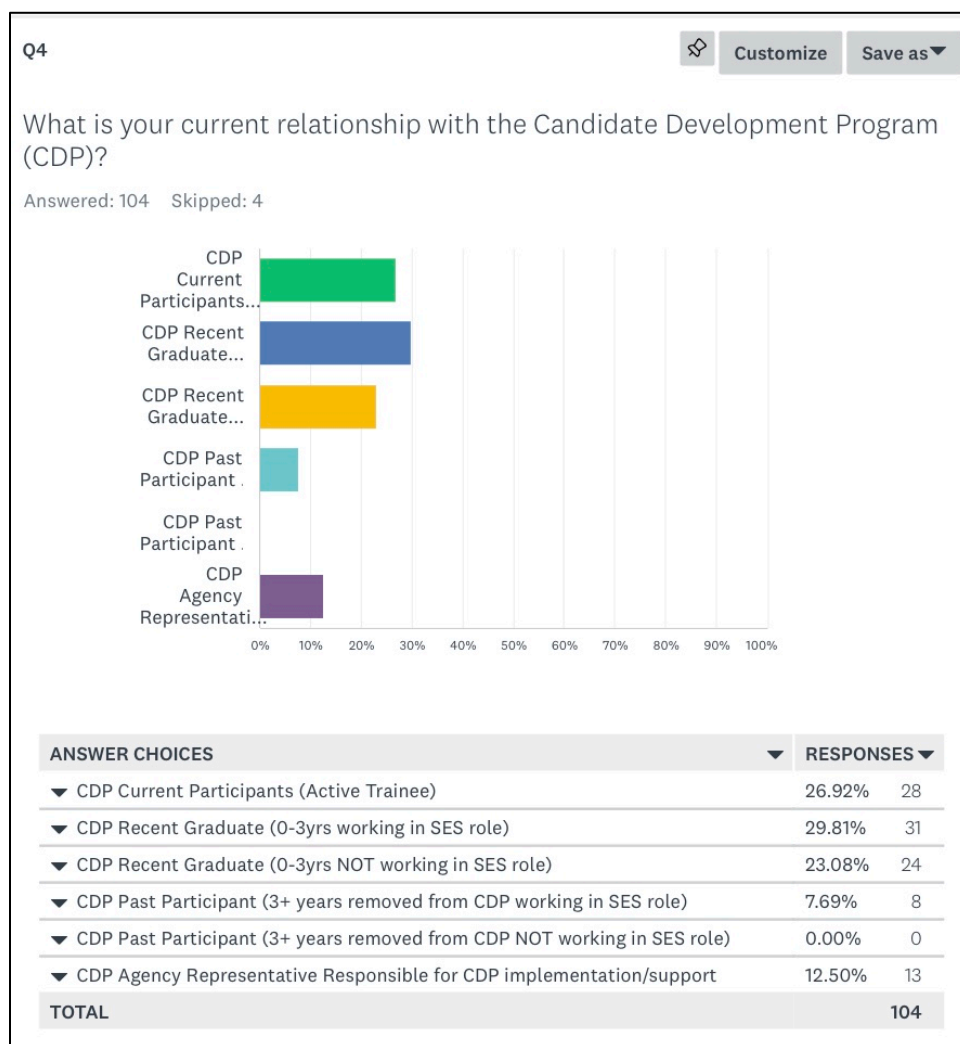 Q4
Customize
Save as
What is your current relationship with the Candidate Development Program
(CDP)?
Answered: 104 Skipped: 4
CDP
Current
Participants...
CDP Recent
Graduate...
CDP Recent
Graduate...
CDP Past
Participant .
CDP Past
Participant .
CDP
Agency
Representati...
0% 10% 20% 30% 40% 50% 60% 70% 80% 90% 100%
ANSWER CHOICES RESPONSES
CDP Current Participants (Active Trainee) 26.92% 28
CDP Recent Graduate (0-3yrs working in SES role) 29.81% 31
CDP Recent Graduate (0-3yrs NOT working in SES role) 23.08% 24
CDP Past Participant (3+ years removed from CDP working in SES role) 7.69% 8
CDP Past Participant (3+ years removed from CDP NOT working in SES role) 0.00% 0
CDP Agency Representative Responsible for CDP implementation/support 12.50% 13
TOTAL 104